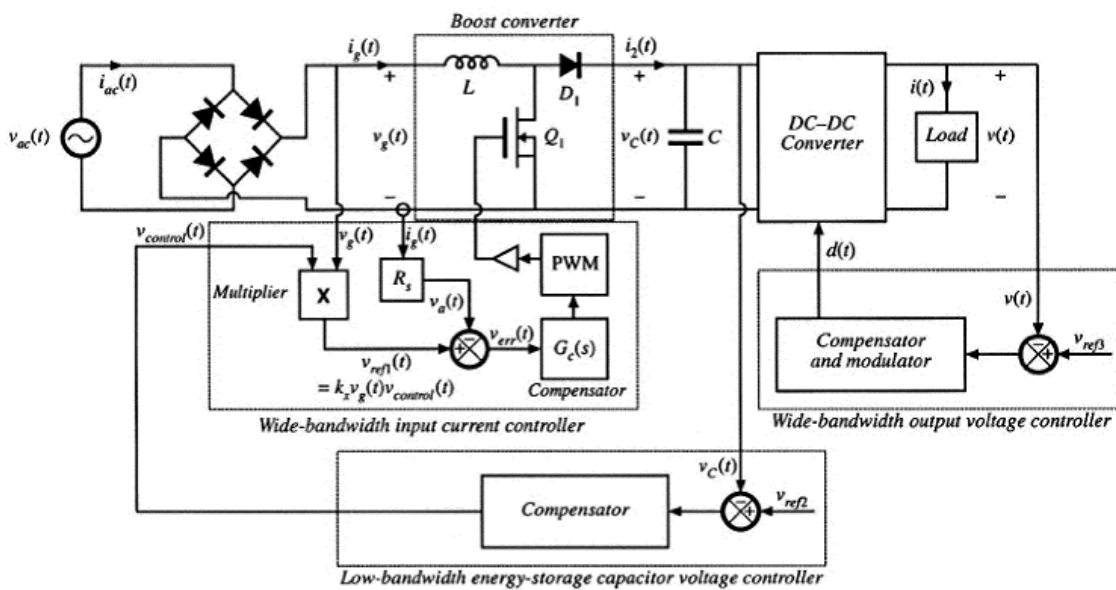 Boost converter
i_g(t)
i_2(t)
i_ac(t)
L
D_1
i(t)
v_ac(t)
v_g(t)
Q_1
v_C(t)
C
DC–DC
Converter
Load
v(t)
v_control(t)
v_g(t)
i_g(t)
d(t)
Multiplier
X
R_s
PWM
v_a(t)
v(t)
v_err(t)
G_c(s)
Compensator
and modulator
v_ref3
v_ref1(t)
= k_x v_g(t) v_control(t)
Compensator
Wide-bandwidth input current controller
Wide-bandwidth output voltage controller
v_C(t)
Compensator
v_ref2
Low-bandwidth energy-storage capacitor voltage controller